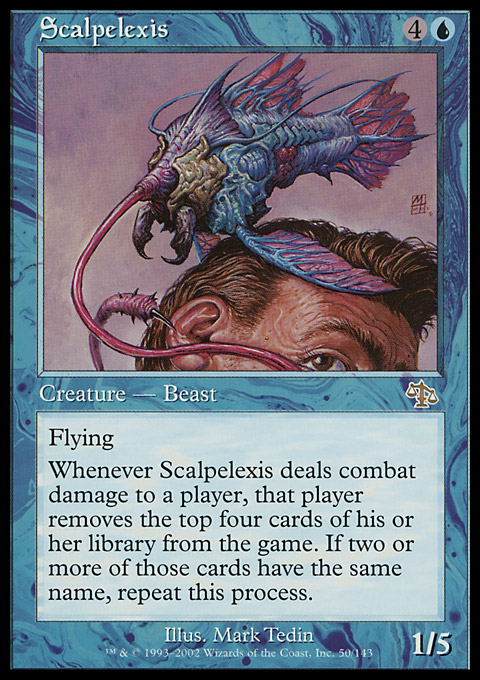 Scalpelexis 4
Creature — Beast
Flying
Whenever Scalpelexis deals combat
damage to a player, that player
removes the top four cards of his or
her library from the game. If two or
more of those cards have the same
name, repeat this process.
Illus. Mark Tedin
1/5
™ & © 1993–2002 Wizards of the Coast, Inc. 50/143